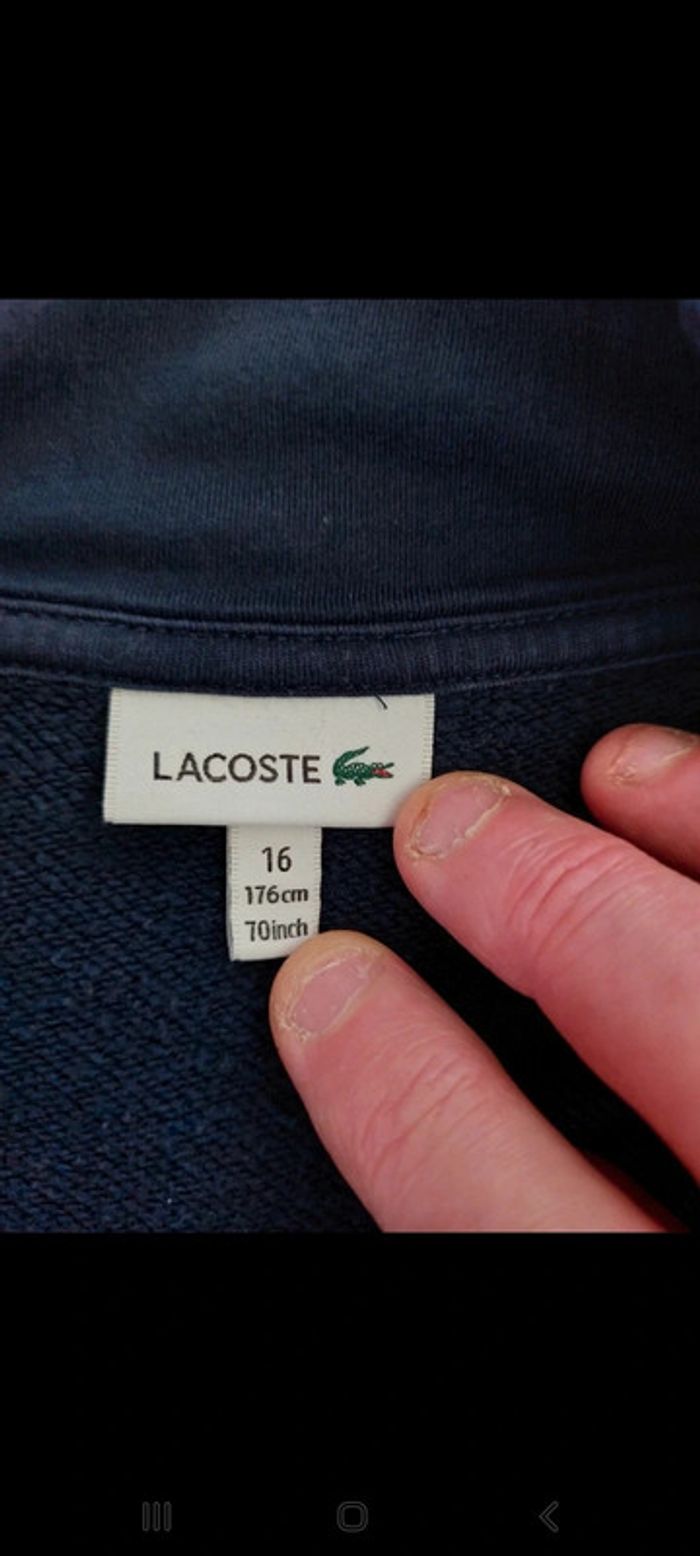 LACOSTE
16
176cm
70inch